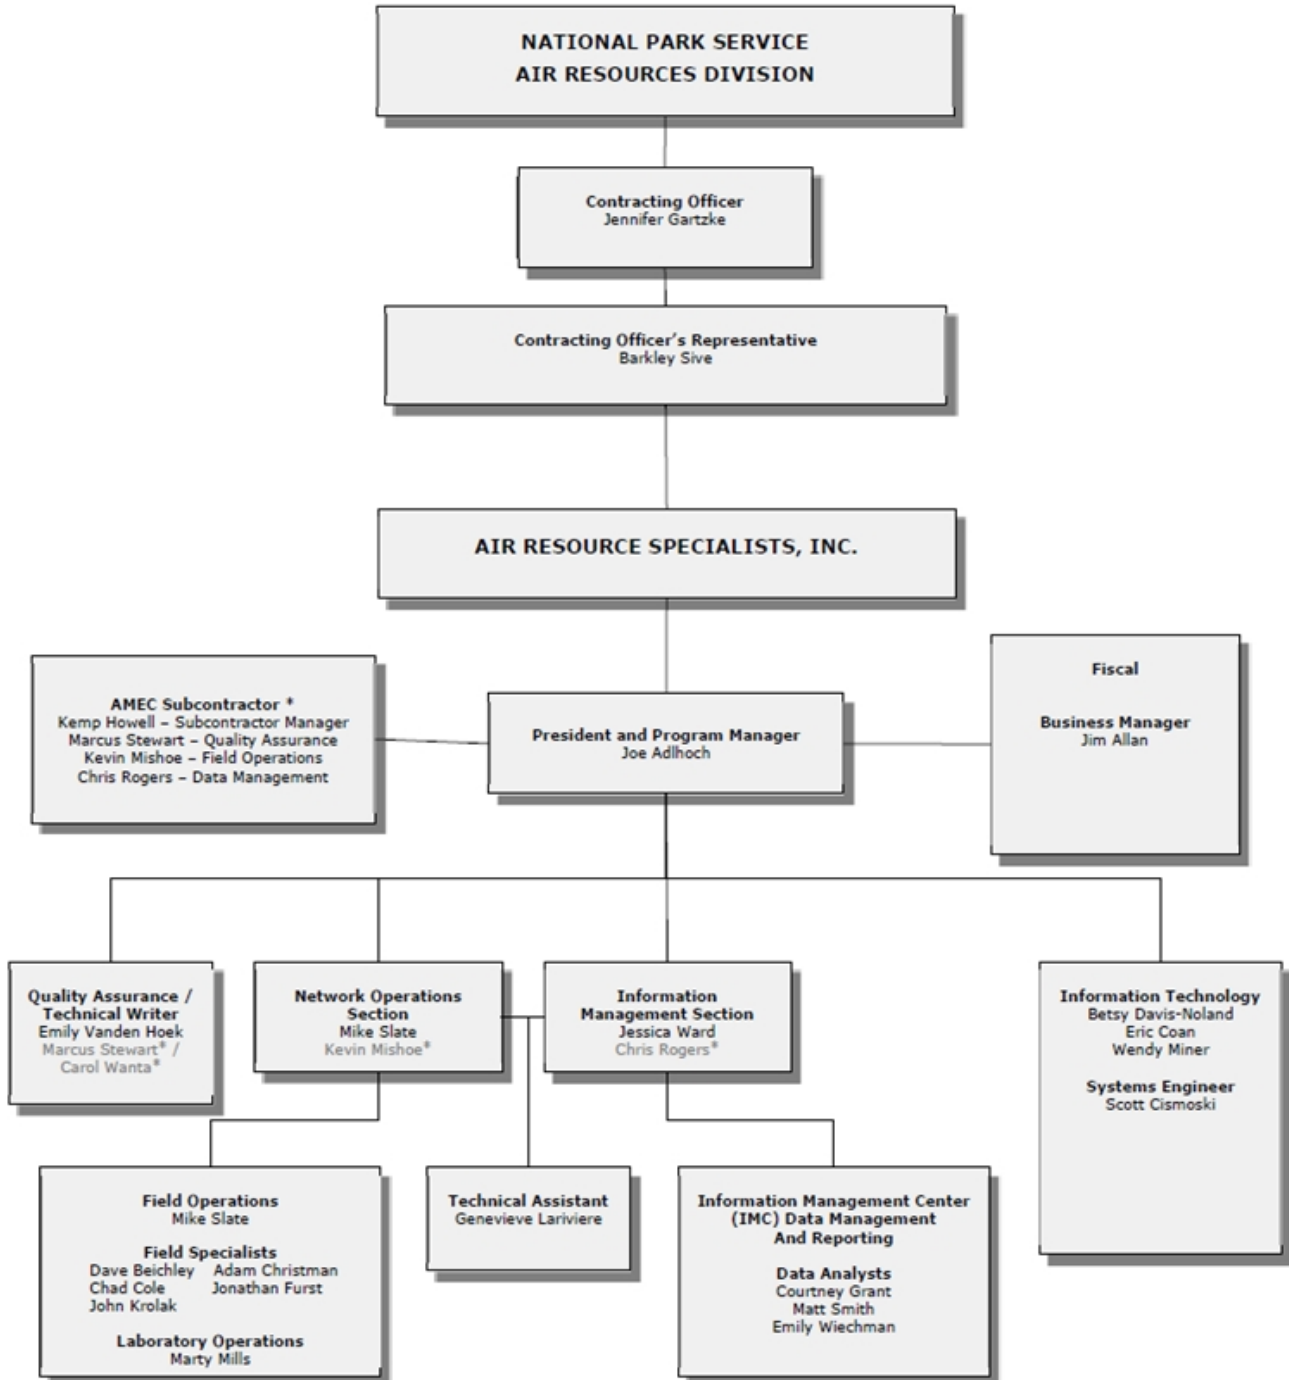 NATIONAL PARK SERVICE
AIR RESOURCES DIVISION
Contracting Officer
Jennifer Gartzke
Contracting Officer's Representative
Barkley Sive
AIR RESOURCE SPECIALISTS, INC.
AMEC Subcontractor *
Kemp Howell – Subcontractor Manager
Marcus Stewart – Quality Assurance
Kevin Mishoe – Field Operations
Chris Rogers – Data Management
President and Program Manager
Joe Adlhoch
Fiscal
Business Manager
Jim Allan
Quality Assurance /
Technical Writer
Emily Vanden Hoek
Marcus Stewart* /
Carol Wanta*
Network Operations
Section
Mike Slate
Kevin Mishoe*
Information
Management Section
Jessica Ward
Chris Rogers*
Information Technology
Betsy Davis-Noland
Eric Coan
Wendy Miner
Systems Engineer
Scott Cismoski
Field Operations
Mike Slate
Field Specialists
Dave Beichley Adam Christman
Chad Cole Jonathan Furst
John Krolak
Laboratory Operations
Marty Mills
Technical Assistant
Genevieve Lariviere
Information Management Center
(IMC) Data Management
And Reporting
Data Analysts
Courtney Grant
Matt Smith
Emily Wiechman